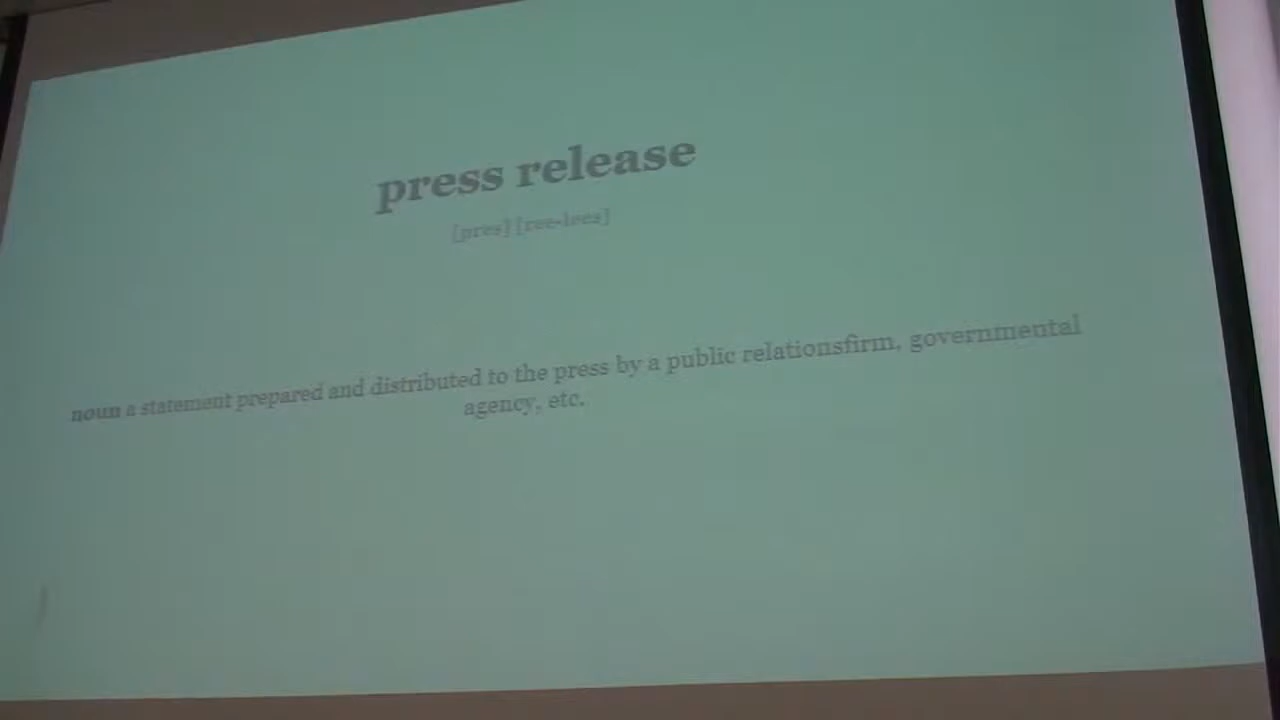 press release
[pres] [ree-lees]
noun a statement prepared and distributed to the press by a public relationsfirm, governmental
agency, etc.